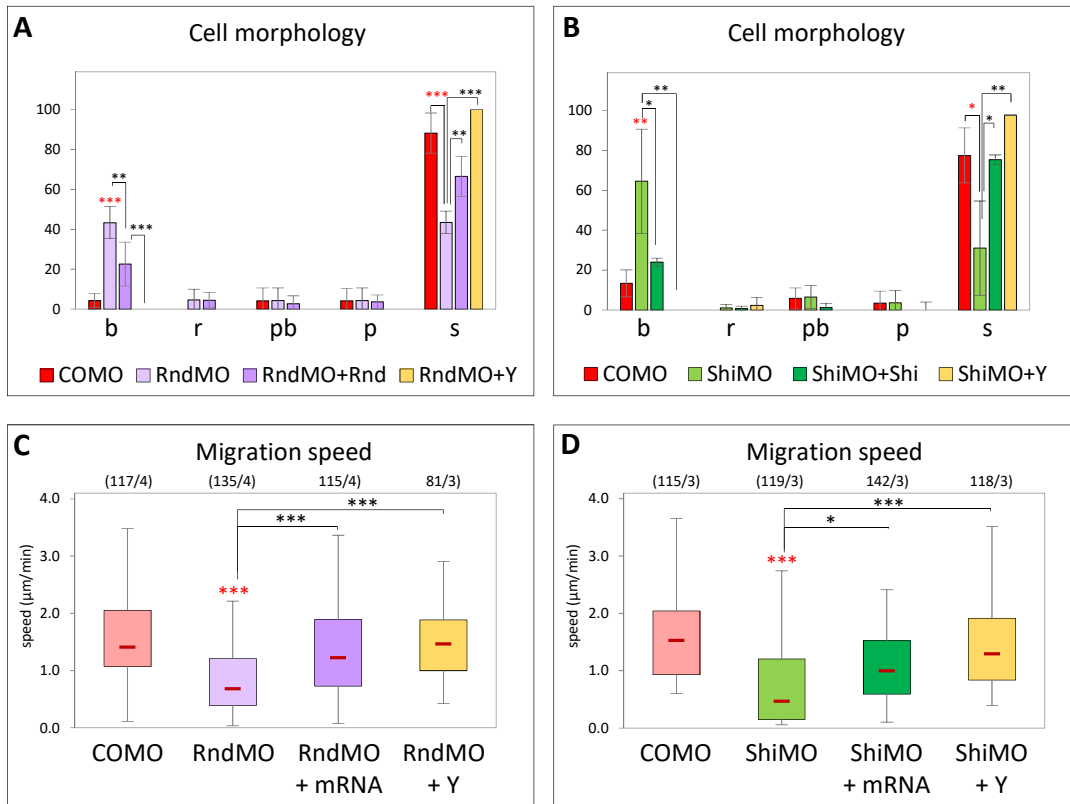 A
Cell morphology
***
***
**
**
***
***
100
80
60
40
20
0
b
r
pb
p
s
COMO
RndMO
RndMO+Rnd
RndMO+Y
B
Cell morphology
**
**
*
**
*
*
100
80
60
40
20
0
b
r
pb
p
s
COMO
ShiMO
ShiMO+Shi
ShiMO+Y
C
Migration speed
(117/4)
(135/4)
115/4)
81/3)
4.0
3.0
2.0
1.0
0.0
speed (µm/min)
***
***
***
COMO
RndMO
RndMO
+ mRNA
RndMO
+ Y
D
Migration speed
(115/3)
(119/3)
142/3)
118/3)
4.0
3.0
2.0
1.0
0.0
speed (µm/min)
***
*
***
COMO
ShiMO
ShiMO
+ mRNA
ShiMO
+ Y